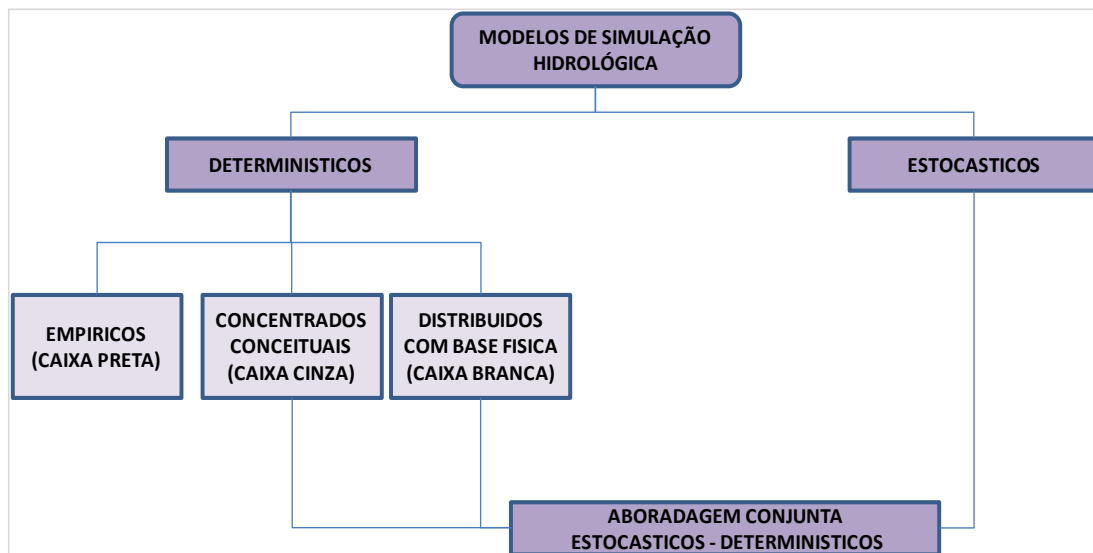 MODELOS DE SIMULAÇÃO
HIDROLÓGICA
DETERMINISTICOS
ESTOCASTICOS
EMPIRICOS
(CAIXA PRETA)
CONCENTRADOS
CONCEITUAIS
(CAIXA CINZA)
DISTRIBUIDOS
COM BASE FISICA
(CAIXA BRANCA)
ABORADAGEM CONJUNTA
ESTOCASTICOS - DETERMINISTICOS